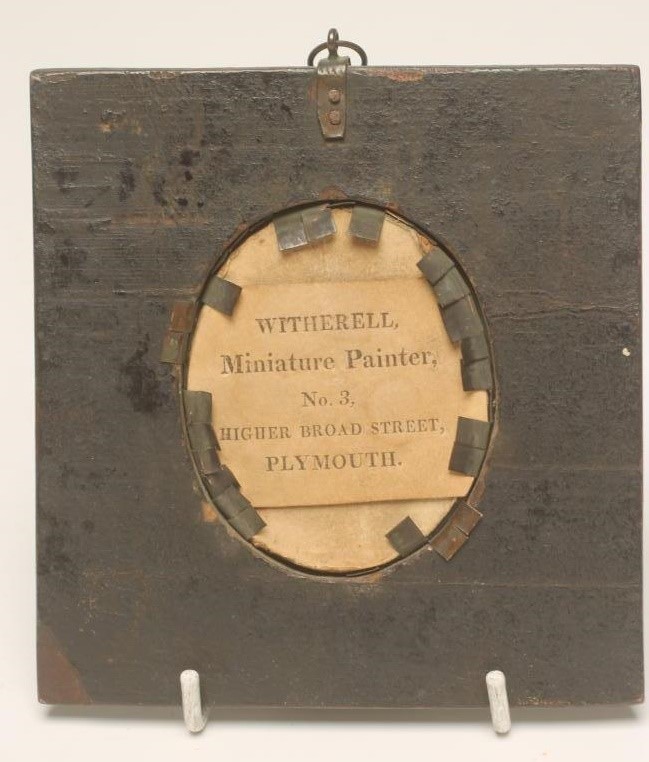 WITHERELL,
Miniature Painter,
No. 3,
HIGHER BROAD STREET,
PLYMOUTH.